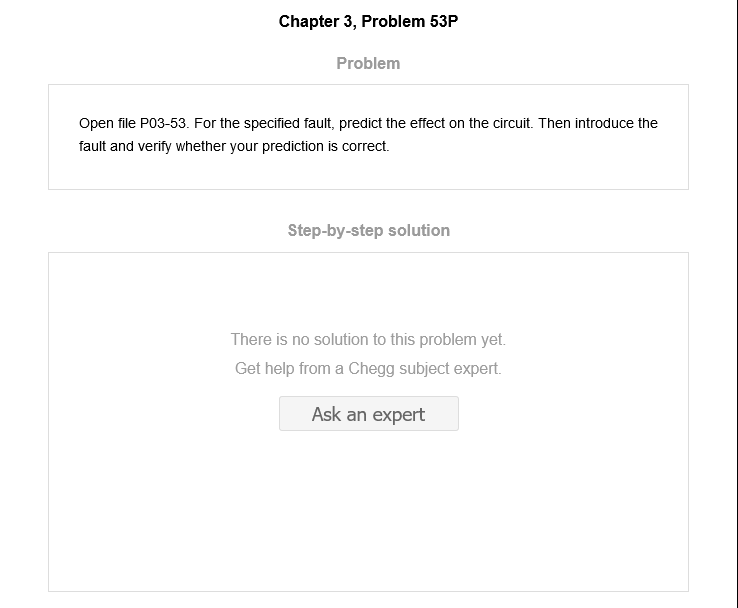 Chapter 3, Problem 53P
Problem
Open file P03-53. For the specified fault, predict the effect on the circuit. Then introduce the
fault and verify whether your prediction is correct.
Step-by-step solution
There is no solution to this problem yet.
Get help from a Chegg subject expert.
Ask an expert